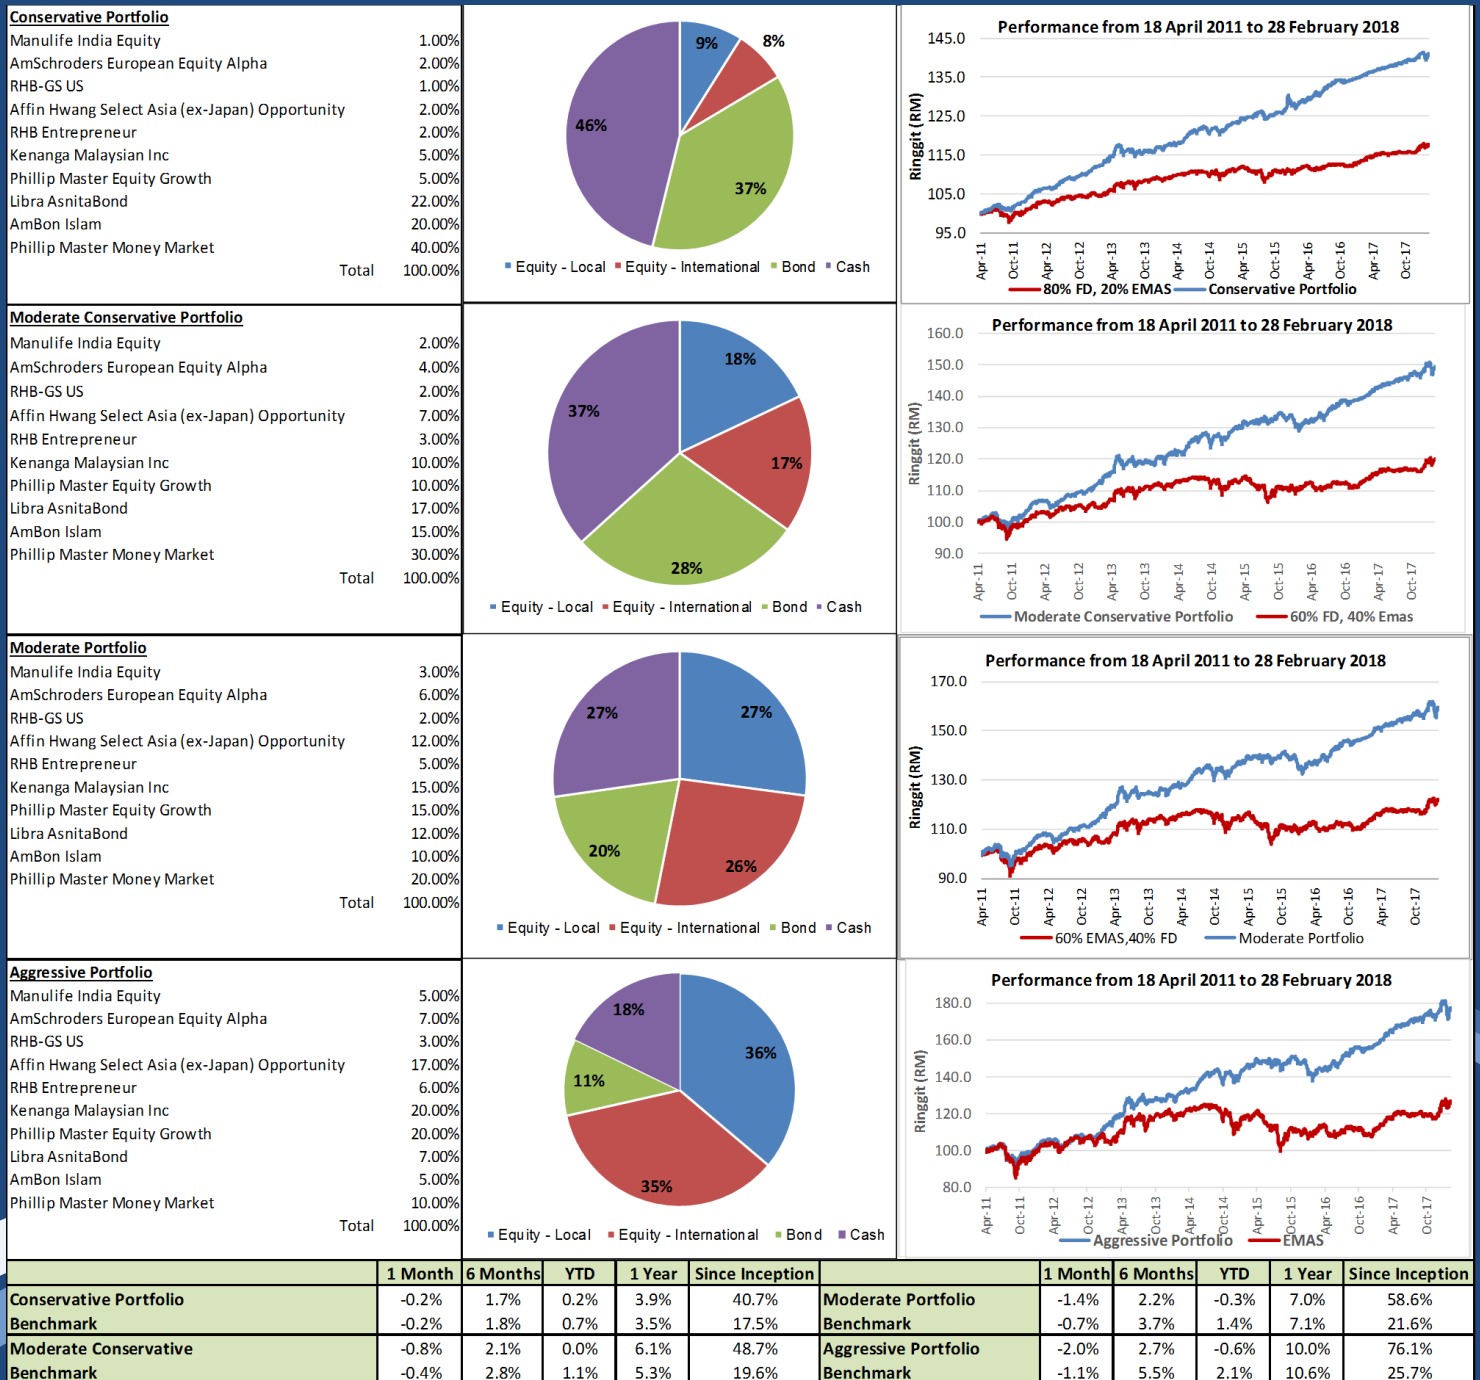 Conservative Portfolio
Manulife India Equity 1.00%
AmSchroders European Equity Alpha 2.00%
RHB-GS US 1.00%
Affin Hwang Select Asia (ex-Japan) Opportunity 2.00%
RHB Entrepreneur 2.00%
Kenanga Malaysian Inc 5.00%
Phillip Master Equity Growth 5.00%
Libra AsnitaBond 22.00%
AmBon Islam 20.00%
Phillip Master Money Market 40.00%
Total 100.00%
9%
8%
46%
37%
Equity - Local Equity - International Bond Cash
Performance from 18 April 2011 to 28 February 2018
145.0
135.0
125.0
115.0
105.0
95.0
Ringgit (RM)
Apr-11 Oct-11 Apr-12 Oct-12 Apr-13 Oct-13 Apr-14 Oct-14 Apr-15 Oct-15 Apr-16 Oct-16 Apr-17 Oct-17
80% FD, 20% EMAS Conservative Portfolio
Moderate Conservative Portfolio
Manulife India Equity 2.00%
AmSchroders European Equity Alpha 4.00%
RHB-GS US 2.00%
Affin Hwang Select Asia (ex-Japan) Opportunity 7.00%
RHB Entrepreneur 3.00%
Kenanga Malaysian Inc 10.00%
Phillip Master Equity Growth 10.00%
Libra AsnitaBond 17.00%
AmBon Islam 15.00%
Phillip Master Money Market 30.00%
Total 100.00%
18%
37%
17%
28%
Equity - Local Equity - International Bond Cash
Performance from 18 April 2011 to 28 February 2018
160.0
150.0
140.0
130.0
120.0
110.0
100.0
90.0
Ringgit (RM)
Apr-11 Oct-11 Apr-12 Oct-12 Apr-13 Oct-13 Apr-14 Oct-14 Apr-15 Oct-15 Apr-16 Oct-16 Apr-17 Oct-17
Moderate Conservative Portfolio 60% FD, 40% Emas
Moderate Portfolio
Manulife India Equity 3.00%
AmSchroders European Equity Alpha 6.00%
RHB-GS US 2.00%
Affin Hwang Select Asia (ex-Japan) Opportunity 12.00%
RHB Entrepreneur 5.00%
Kenanga Malaysian Inc 15.00%
Phillip Master Equity Growth 15.00%
Libra AsnitaBond 12.00%
AmBon Islam 10.00%
Phillip Master Money Market 20.00%
Total 100.00%
27%
27%
20%
26%
Equity - Local Equity - International Bond Cash
Performance from 18 April 2011 to 28 February 2018
170.0
150.0
130.0
110.0
90.0
Ringgit (RM)
Apr-11 Oct-11 Apr-12 Oct-12 Apr-13 Oct-13 Apr-14 Oct-14 Apr-15 Oct-15 Apr-16 Oct-16 Apr-17 Oct-17
60% EMAS,40% FD Moderate Portfolio
Aggressive Portfolio
Manulife India Equity 5.00%
AmSchroders European Equity Alpha 7.00%
RHB-GS US 3.00%
Affin Hwang Select Asia (ex-Japan) Opportunity 17.00%
RHB Entrepreneur 6.00%
Kenanga Malaysian Inc 20.00%
Phillip Master Equity Growth 20.00%
Libra AsnitaBond 7.00%
AmBon Islam 5.00%
Phillip Master Money Market 10.00%
Total 100.00%
18%
36%
11%
35%
Equity - Local Equity - International Bond Cash
Performance from 18 April 2011 to 28 February 2018
180.0
160.0
140.0
120.0
100.0
80.0
Ringgit (RM)
Apr-11 Oct-11 Apr-12 Oct-12 Apr-13 Oct-13 Apr-14 Oct-14 Apr-15 Oct-15 Apr-16 Oct-16 Apr-17 Oct-17
Aggressive Portfolio EMAS
1 Month 6 Months YTD 1 Year Since Inception 1 Month 6 Months YTD 1 Year Since Inception
Conservative Portfolio -0.2% 1.7% 0.2% 3.9% 40.7% Moderate Portfolio -1.4% 2.2% -0.3% 7.0% 58.6%
Benchmark -0.2% 1.8% 0.7% 3.5% 17.5% Benchmark -0.7% 3.7% 1.4% 7.1% 21.6%
Moderate Conservative -0.8% 2.1% 0.0% 6.1% 48.7% Aggressive Portfolio -2.0% 2.7% -0.6% 10.0% 76.1%
Benchmark -0.4% 2.8% 1.1% 5.3% 19.6% Benchmark -1.1% 5.5% 2.1% 10.6% 25.7%